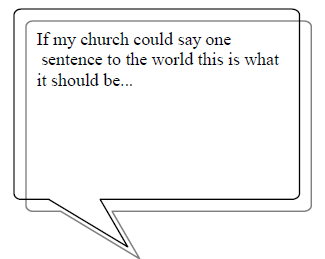 If my church could say one
sentence to the world this is what
it should be...